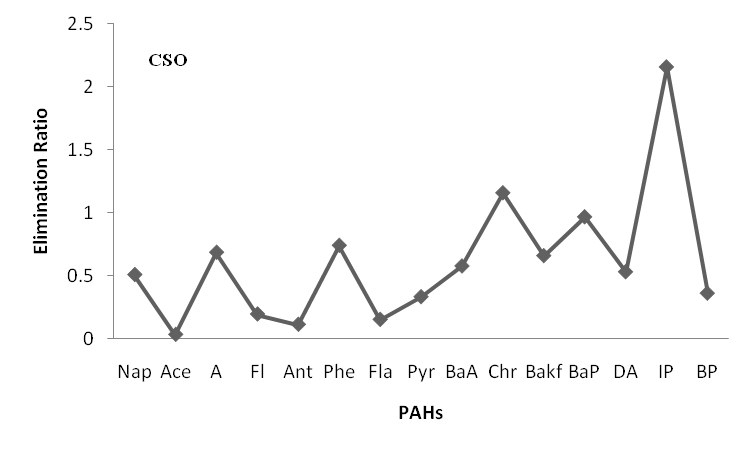 2.5
CSO
2
1.5
1
0.5
0
Elimination Ratio
Nap Ace A Fl Ant Phe Fla Pyr BaA Chr Bakf BaP DA IP BP
PAHs